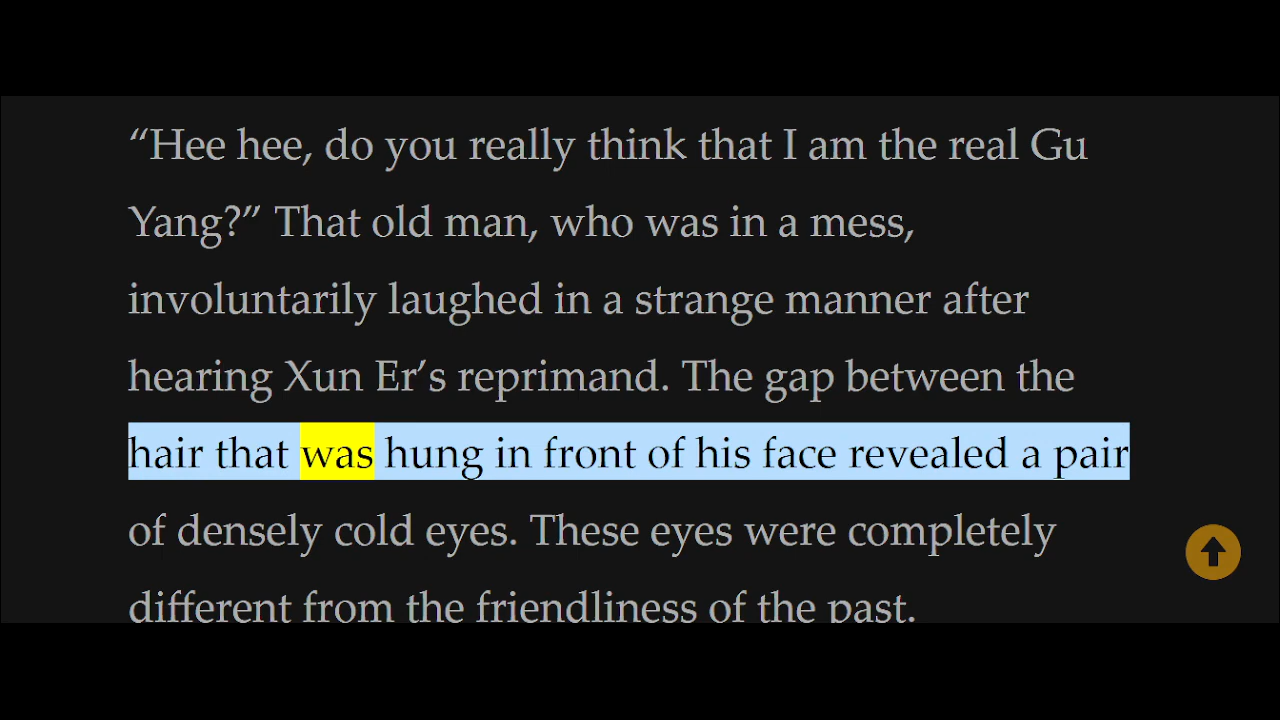 “Hee hee, do you really think that I am the real Gu
Yang?” That old man, who was in a mess,
involuntarily laughed in a strange manner after
hearing Xun Er’s reprimand. The gap between the
hair that was hung in front of his face revealed a pair
of densely cold eyes. These eyes were completely
different from the friendliness of the past.